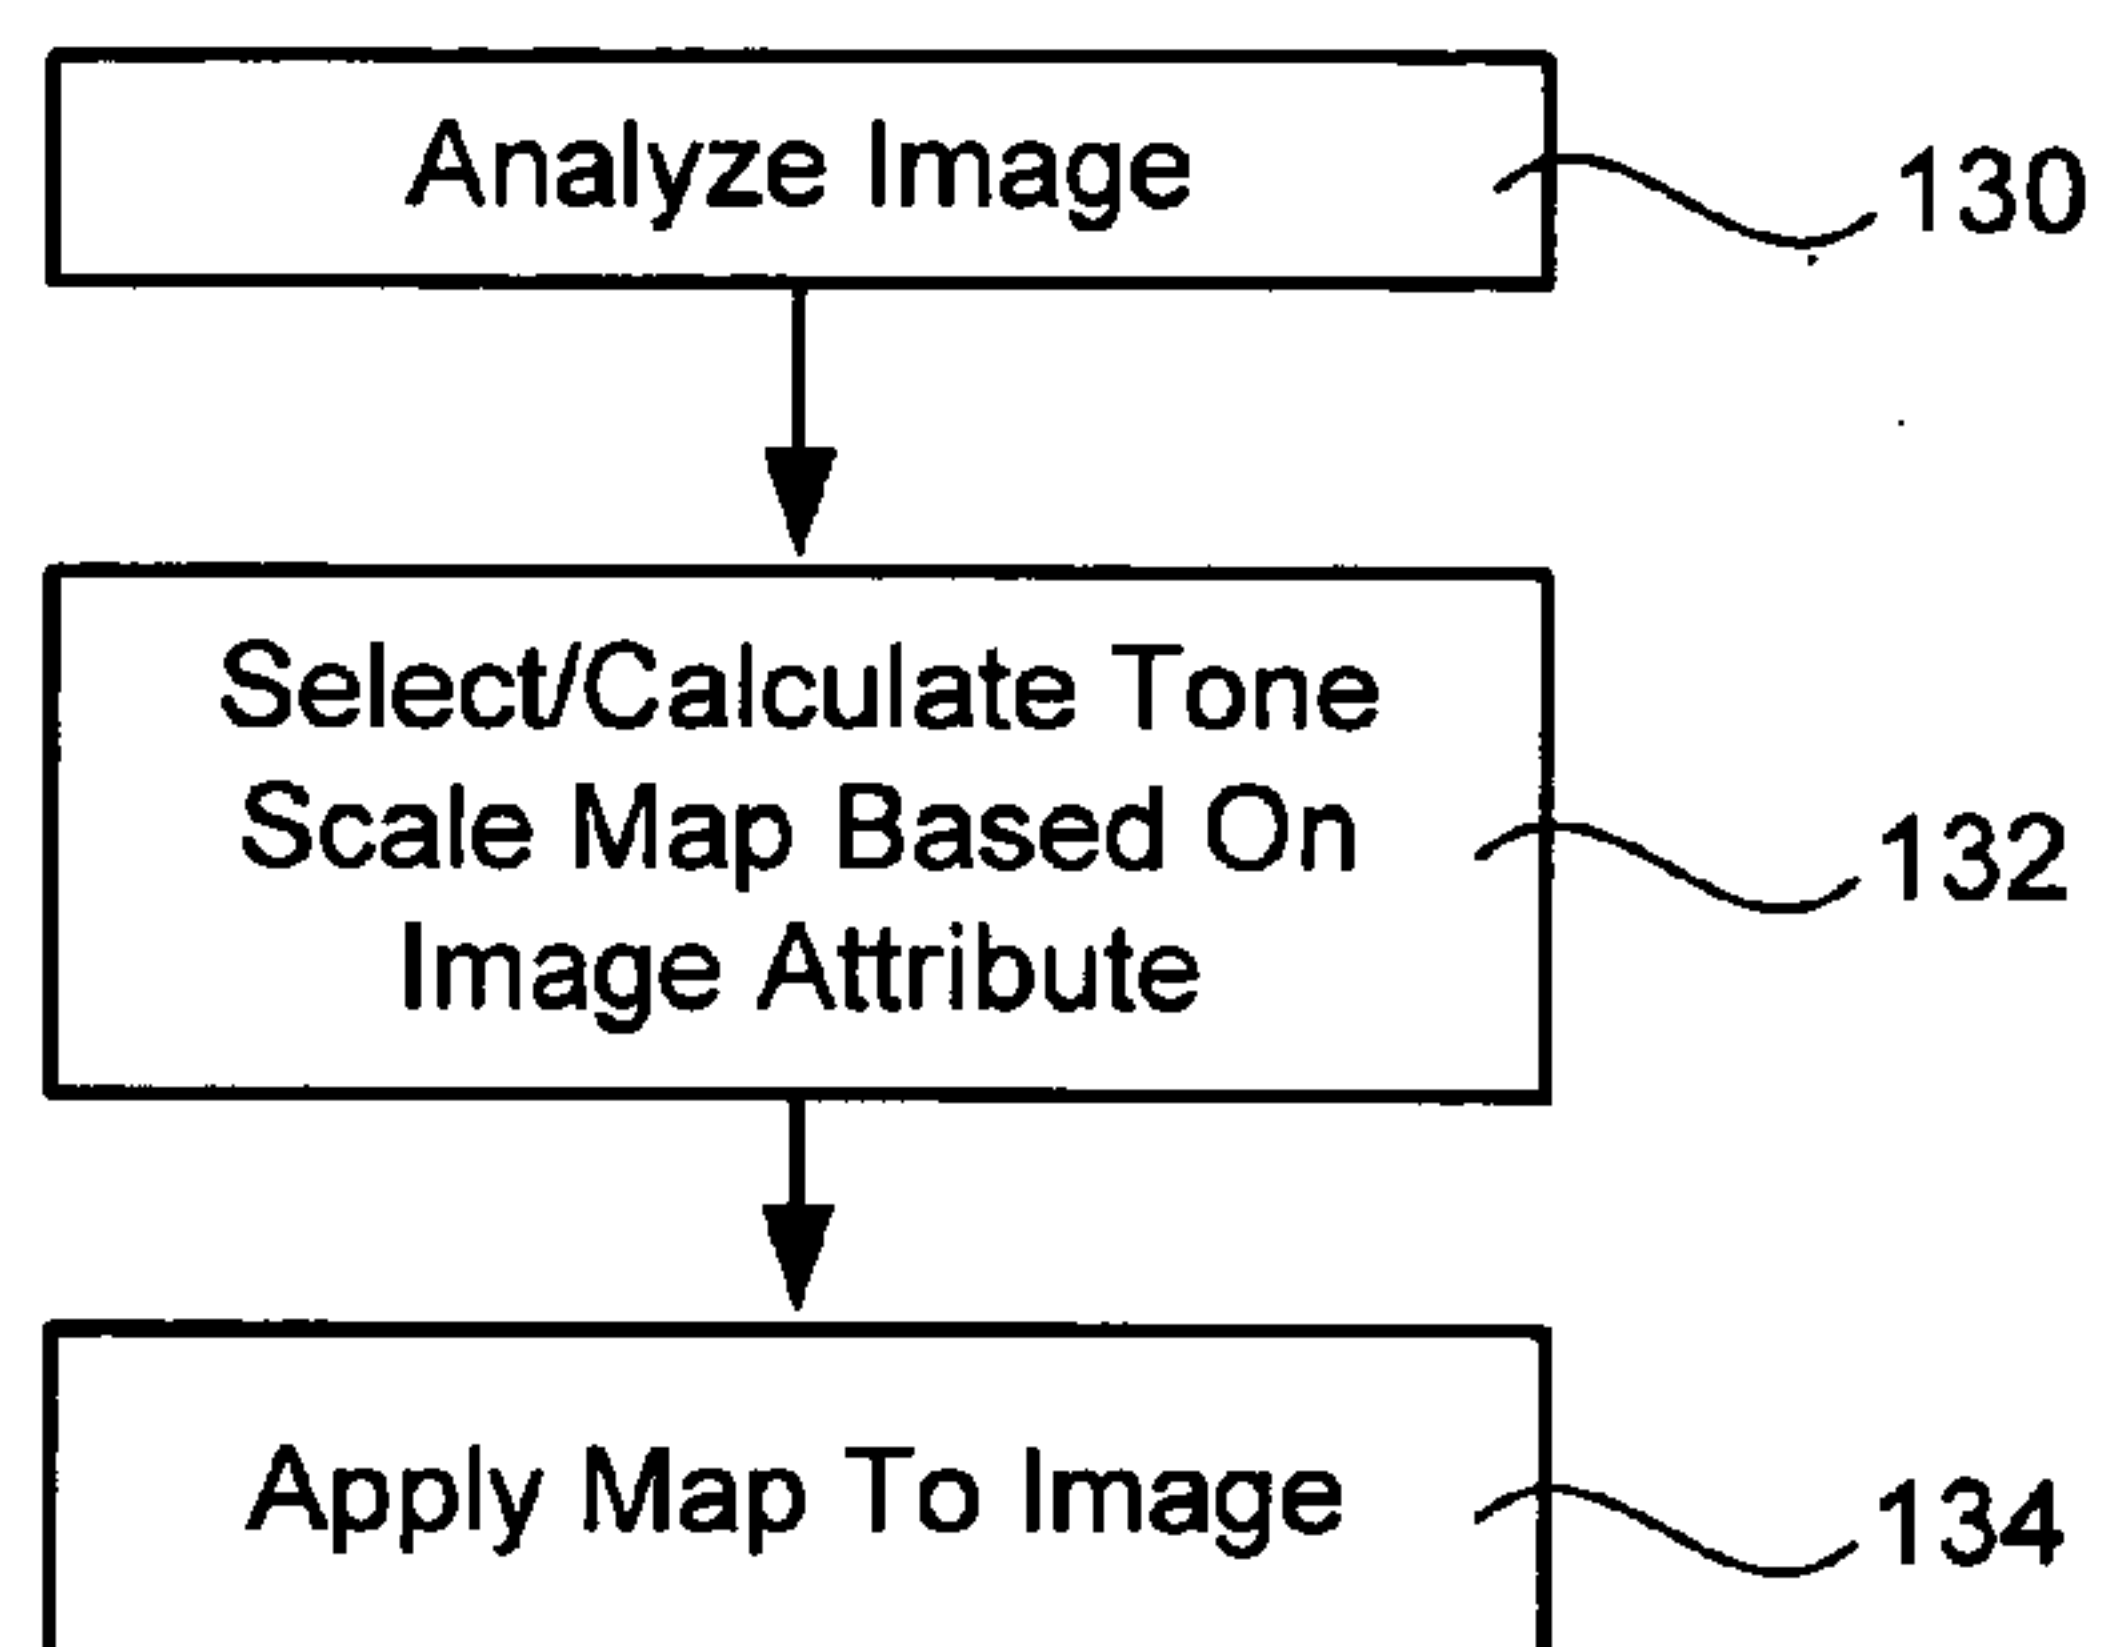 Analyze Image
130
Select/Calculate Tone
Scale Map Based On
Image Attribute
132
Apply Map To Image
134